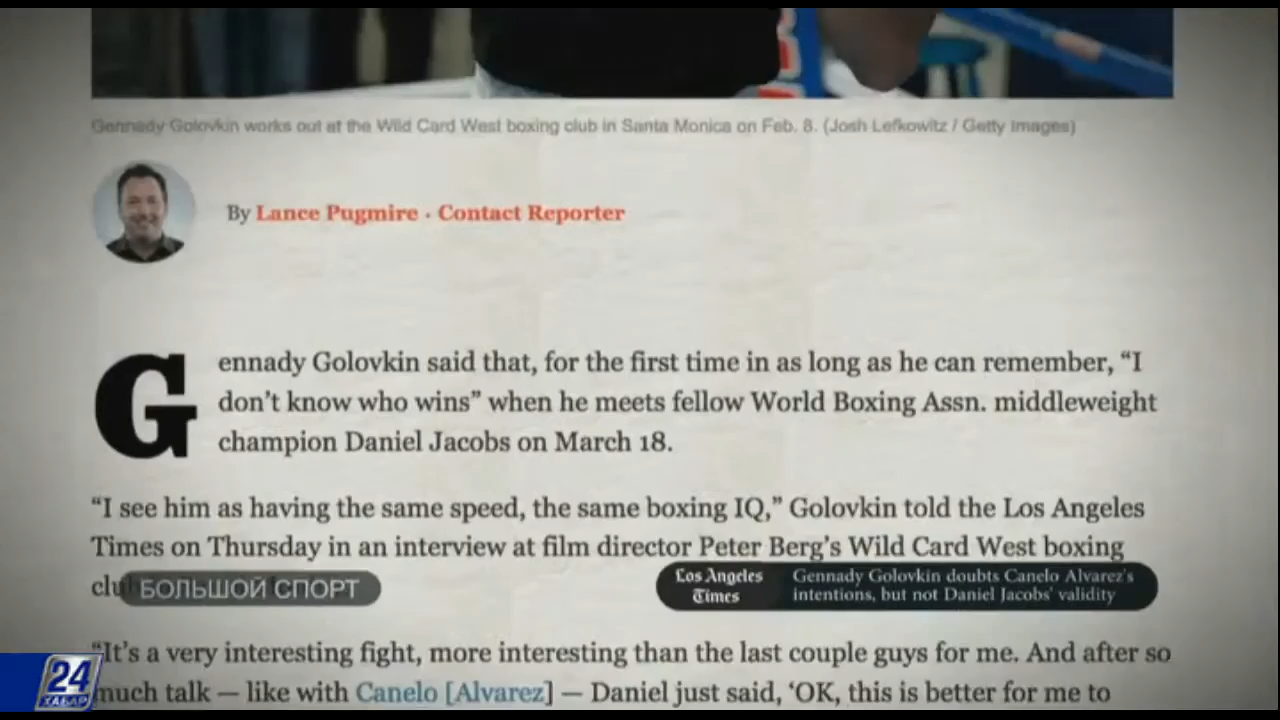 Gennady Golovkin works out at the Wild Card West boxing club in Santa Monica on Feb. 8. (Josh Lefkowitz / Getty Images)
By Lance Pugmire · Contact Reporter
Gennady Golovkin said that, for the first time in as long as he can remember, “I
don’t know who wins” when he meets fellow World Boxing Assn. middleweight
champion Daniel Jacobs on March 18.
“I see him as having the same speed, the same boxing IQ,” Golovkin told the Los Angeles
Times on Thursday in an interview at film director Peter Berg’s Wild Card West boxing
БОЛЬШОЙ СПОРТ
Los Angeles
Times
Gennady Golovkin doubts Canelo Alvarez's
intentions, but not Daniel Jacobs' validity
“It’s a very interesting fight, more interesting than the last couple guys for me. And after so
much talk — like with Canelo [Alvarez] — Daniel just said, ‘OK, this is better for me to
24
ХАБАР